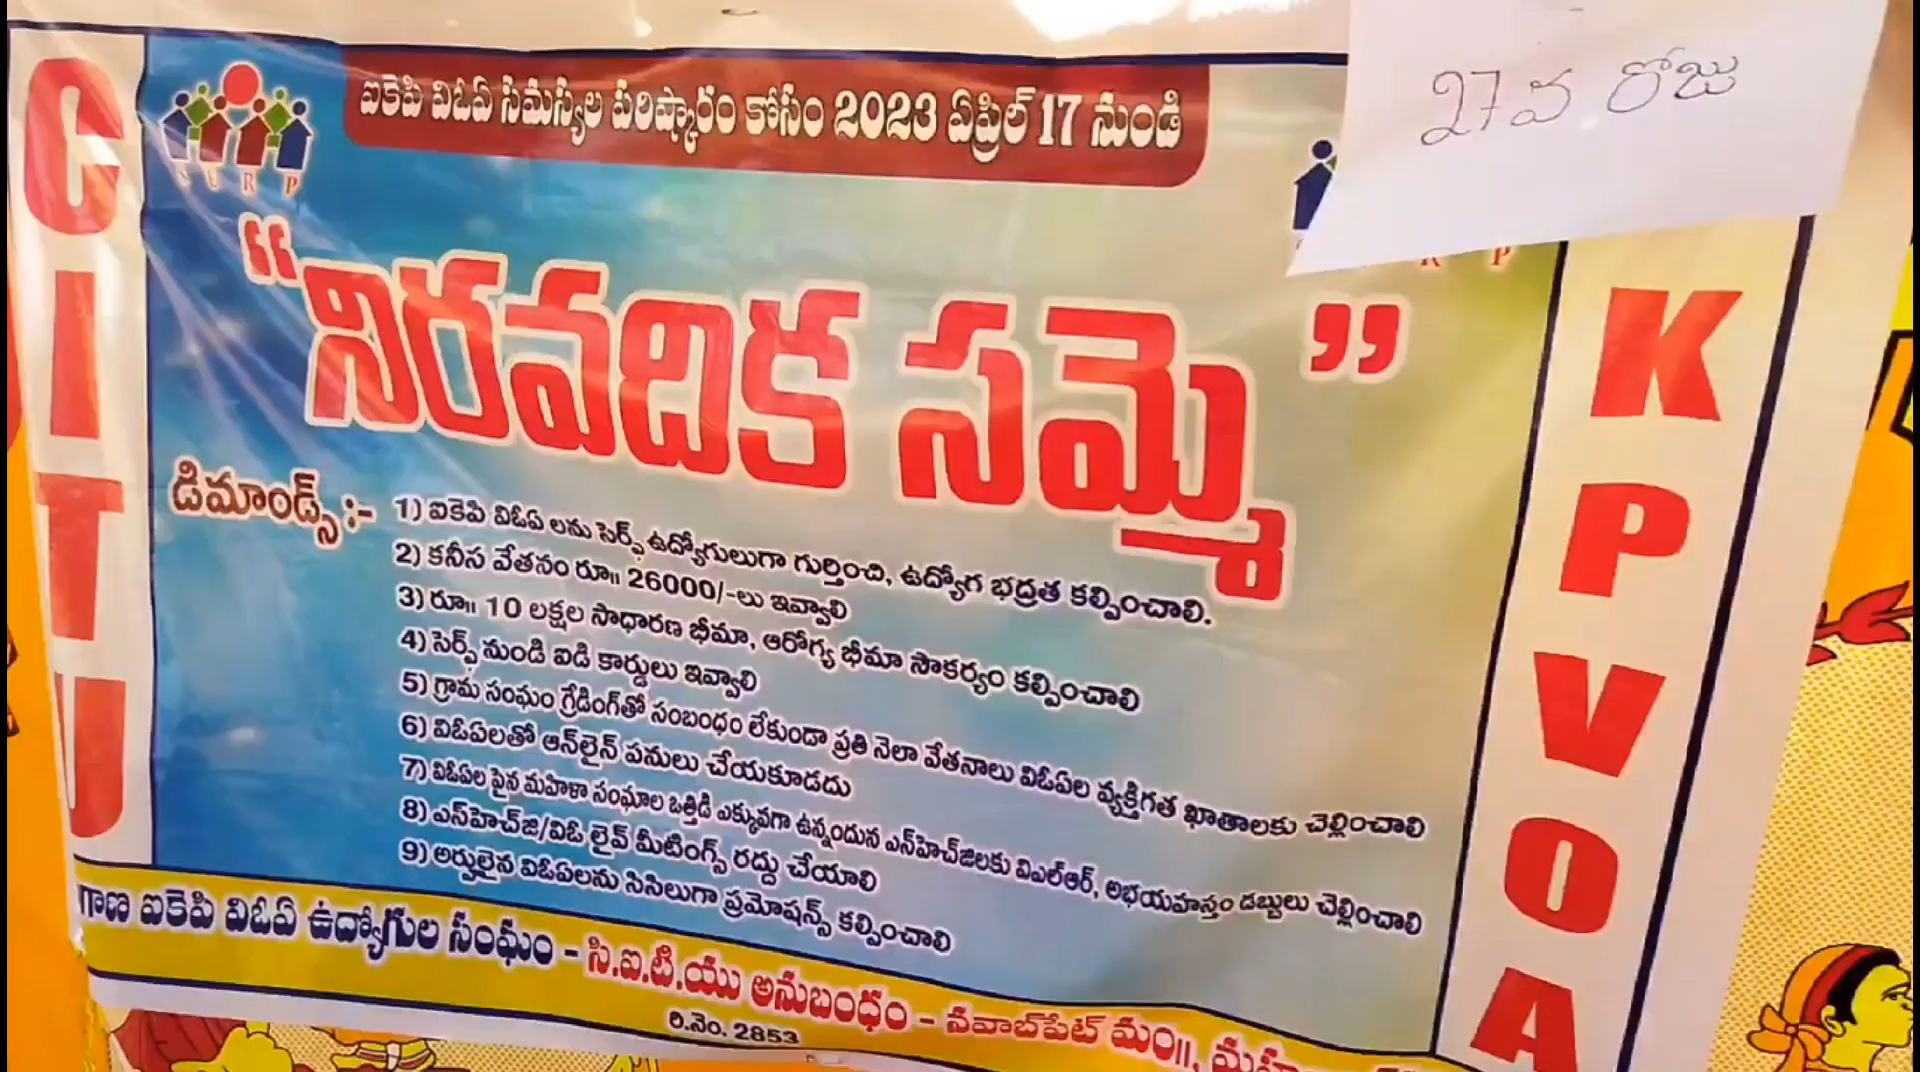 27వ రోజు
ఐకెపి విఓఏ సమస్యల పరిష్కారం కోసం 2023 ఏప్రిల్ 17 నుండి
SURP
R P
"నిరవదిక సమ్మె"
డిమాండ్స్ :-
1) ఐకెపి విఓఏ లను సెర్ప్ ఉద్యోగులుగా గుర్తించి, ఉద్యోగ భద్రత కల్పించాలి.
2) కనీస వేతనం రూ॥ 26000/-లు ఇవ్వాలి
3) రూ॥ 10 లక్షల సాధారణ భీమా, ఆరోగ్య భీమా సౌకర్యం కల్పించాలి
4) సెర్ప్ నుండి ఐడి కార్డులు ఇవ్వాలి
5) గ్రామ సంఘం గ్రేడింగ్‌తో సంబంధం లేకుండా ప్రతి నెలా వేతనాలు విఓఏల వ్యక్తిగత ఖాతాలకు చెల్లించాలి
6) విఓఏలతో ఆన్‌లైన్ పనులు చేయకూడదు
7) విఓఏల పైన మహిళా సంఘాల ఒత్తిడి ఎక్కువగా ఉన్నందున ఎస్‌హెచ్‌జిలకు విఎల్ఆర్, అభయహస్తం డబ్బులు చెల్లించాలి
8) ఎస్‌హెచ్‌జి/విఓ లైవ్ మీటింగ్స్ రద్దు చేయాలి
9) అర్హులైన విఓఏలను సిసిలుగా ప్రమోషన్స్ కల్పించాలి
గాణ ఐకెపి విఓఏ ఉద్యోగుల సంఘం - సి.ఐ.టి.యు అనుబంధం - నవాబ్‌పేట్ మం॥,
రి.నెం. 2853
CITU
KPVOA